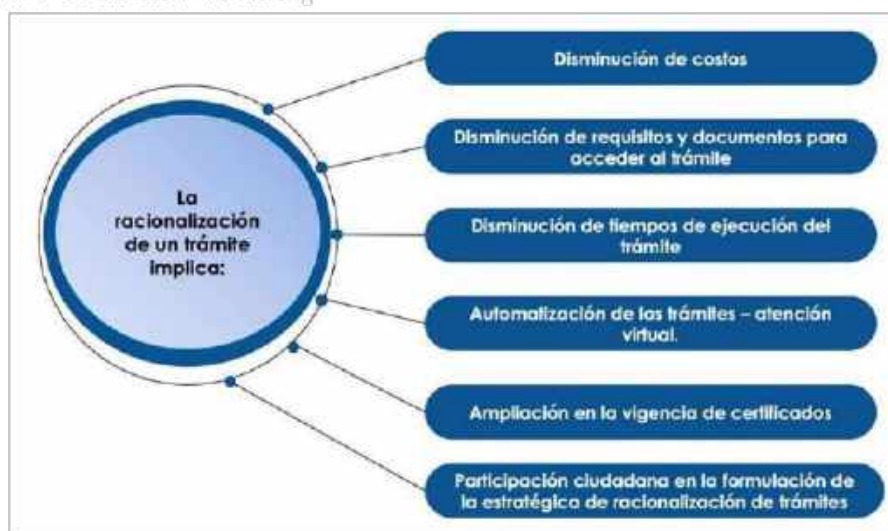 La
racionalización
de un trámite
implica:
Disminución de costos
Disminución de requisitos y documentos para
acceder al trámite
Disminución de tiempos de ejecución del
trámite
Automatización de los trámites – atención
virtual.
Ampliación en la vigencia de certificados
Participación ciudadana en la formulación de
la estratégica de racionalización de trámites